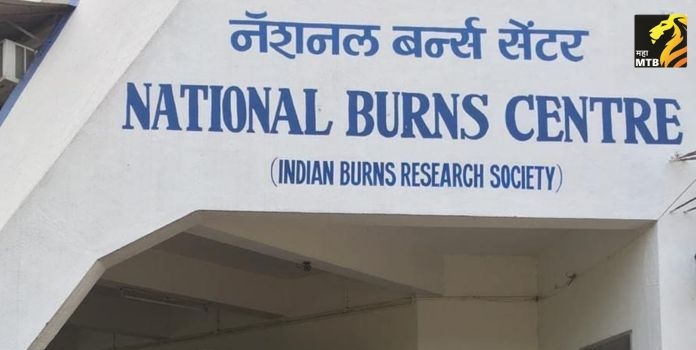 नॅशनल बर्न्स सेंटर
NATIONAL BURNS CENTRE
(INDIAN BURNS RESEARCH SOCIETY)
महा
MTB